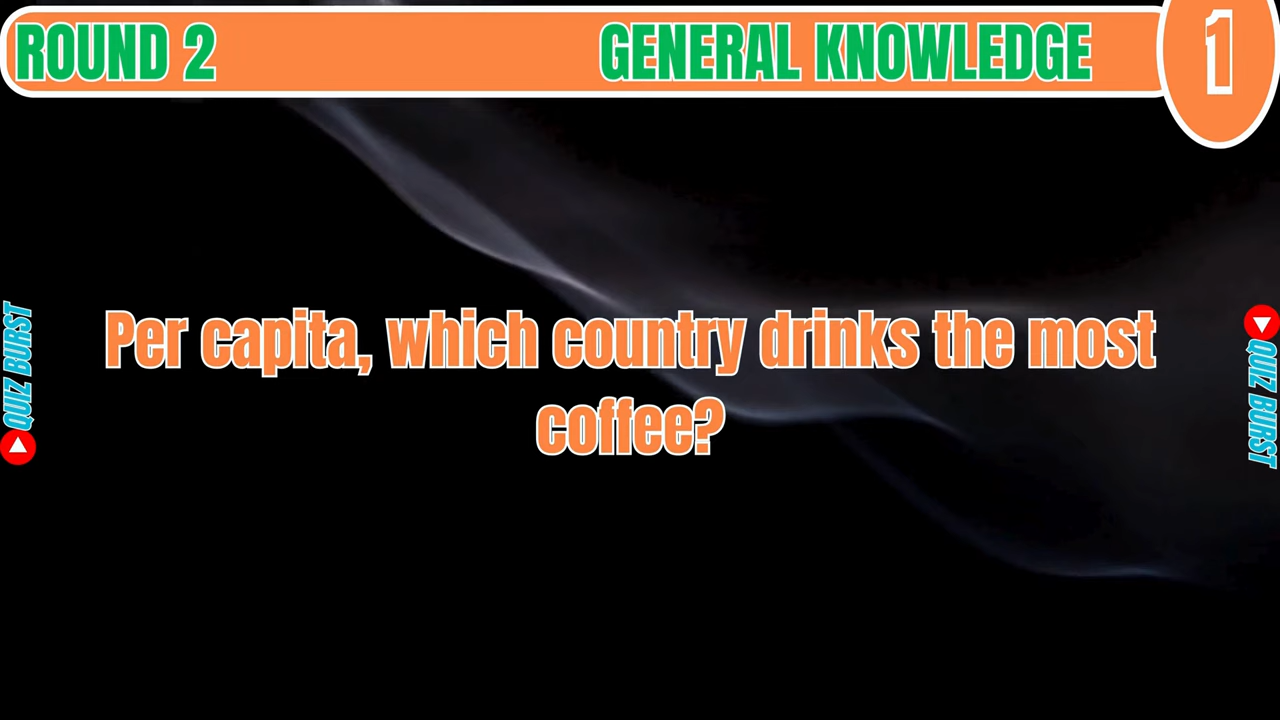 ROUND 2
GENERAL KNOWLEDGE
1
Per capita, which country drinks the most
coffee?
QUIZ BURST
QUIZ BURST